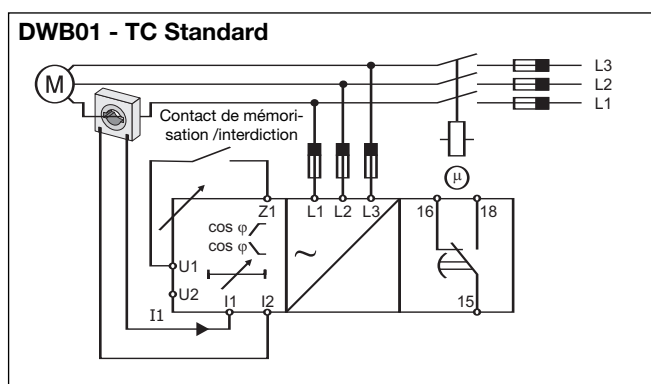 DWB01 - TC Standard
L3
L2
L1
M
Contact de mémori-
sation /interdiction
μ
Z1
L1 L2 L3
16
18
cos φ
cos φ
~
U1
U2
I1
I1
I2
15